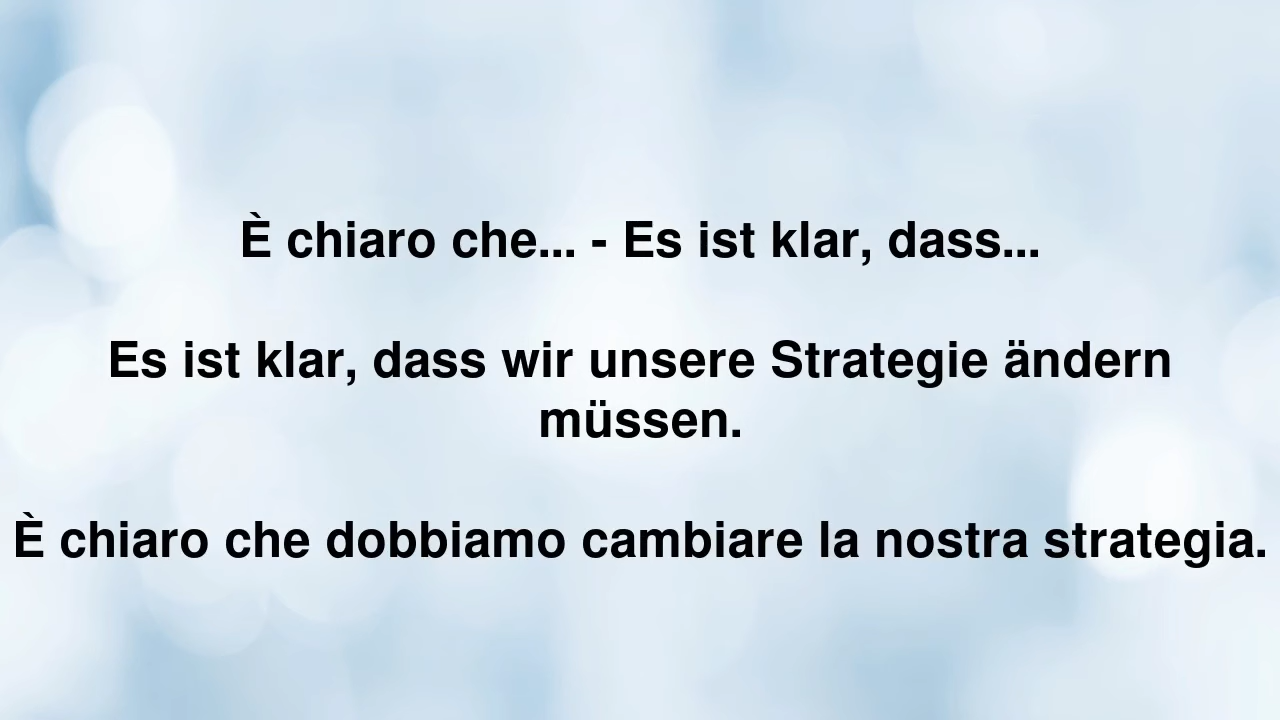 È chiaro che... - Es ist klar, dass...
Es ist klar, dass wir unsere Strategie ändern
müssen.
È chiaro che dobbiamo cambiare la nostra strategia.